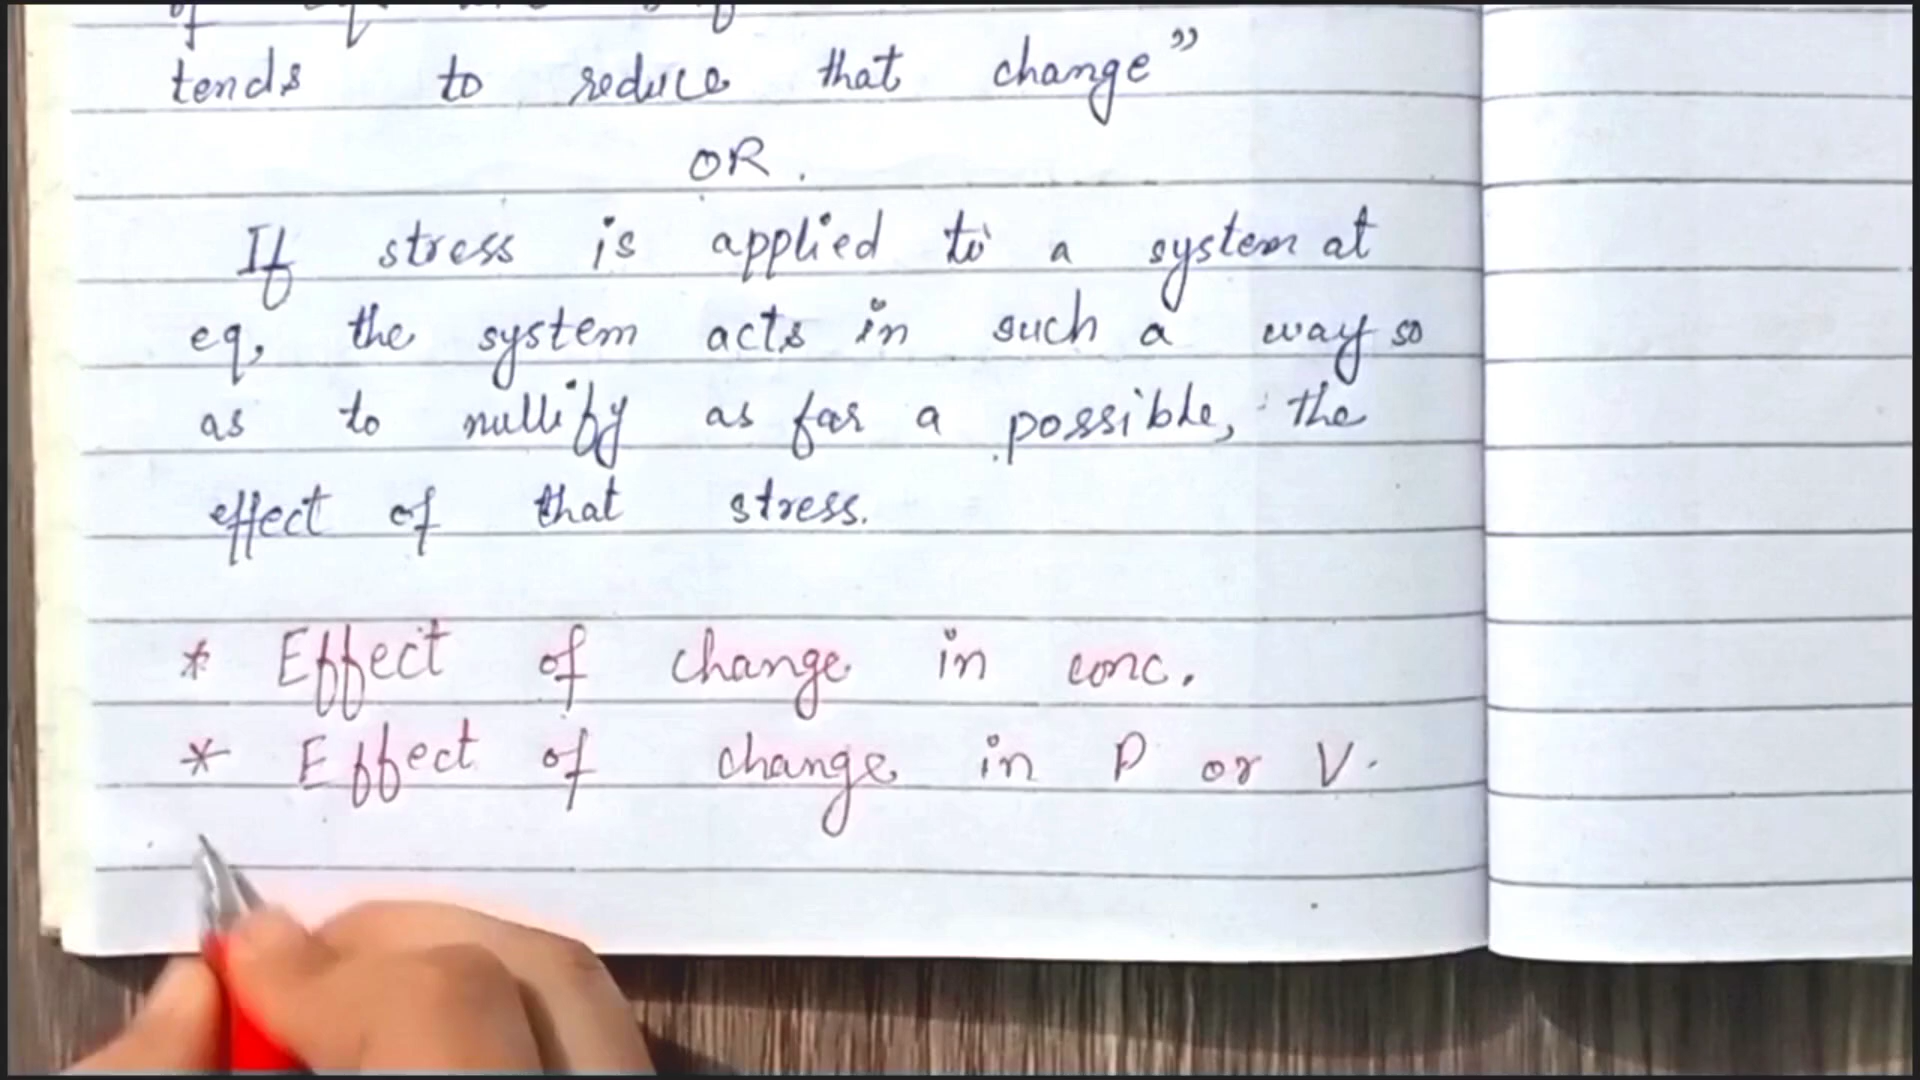 tends to reduce that change”
OR.
If stress is applied to a system at
eq, the system acts in such a way so
as to nullify as far a possible, the
effect of that stress.
* Effect of change in conc.
* Effect of change in P or V.